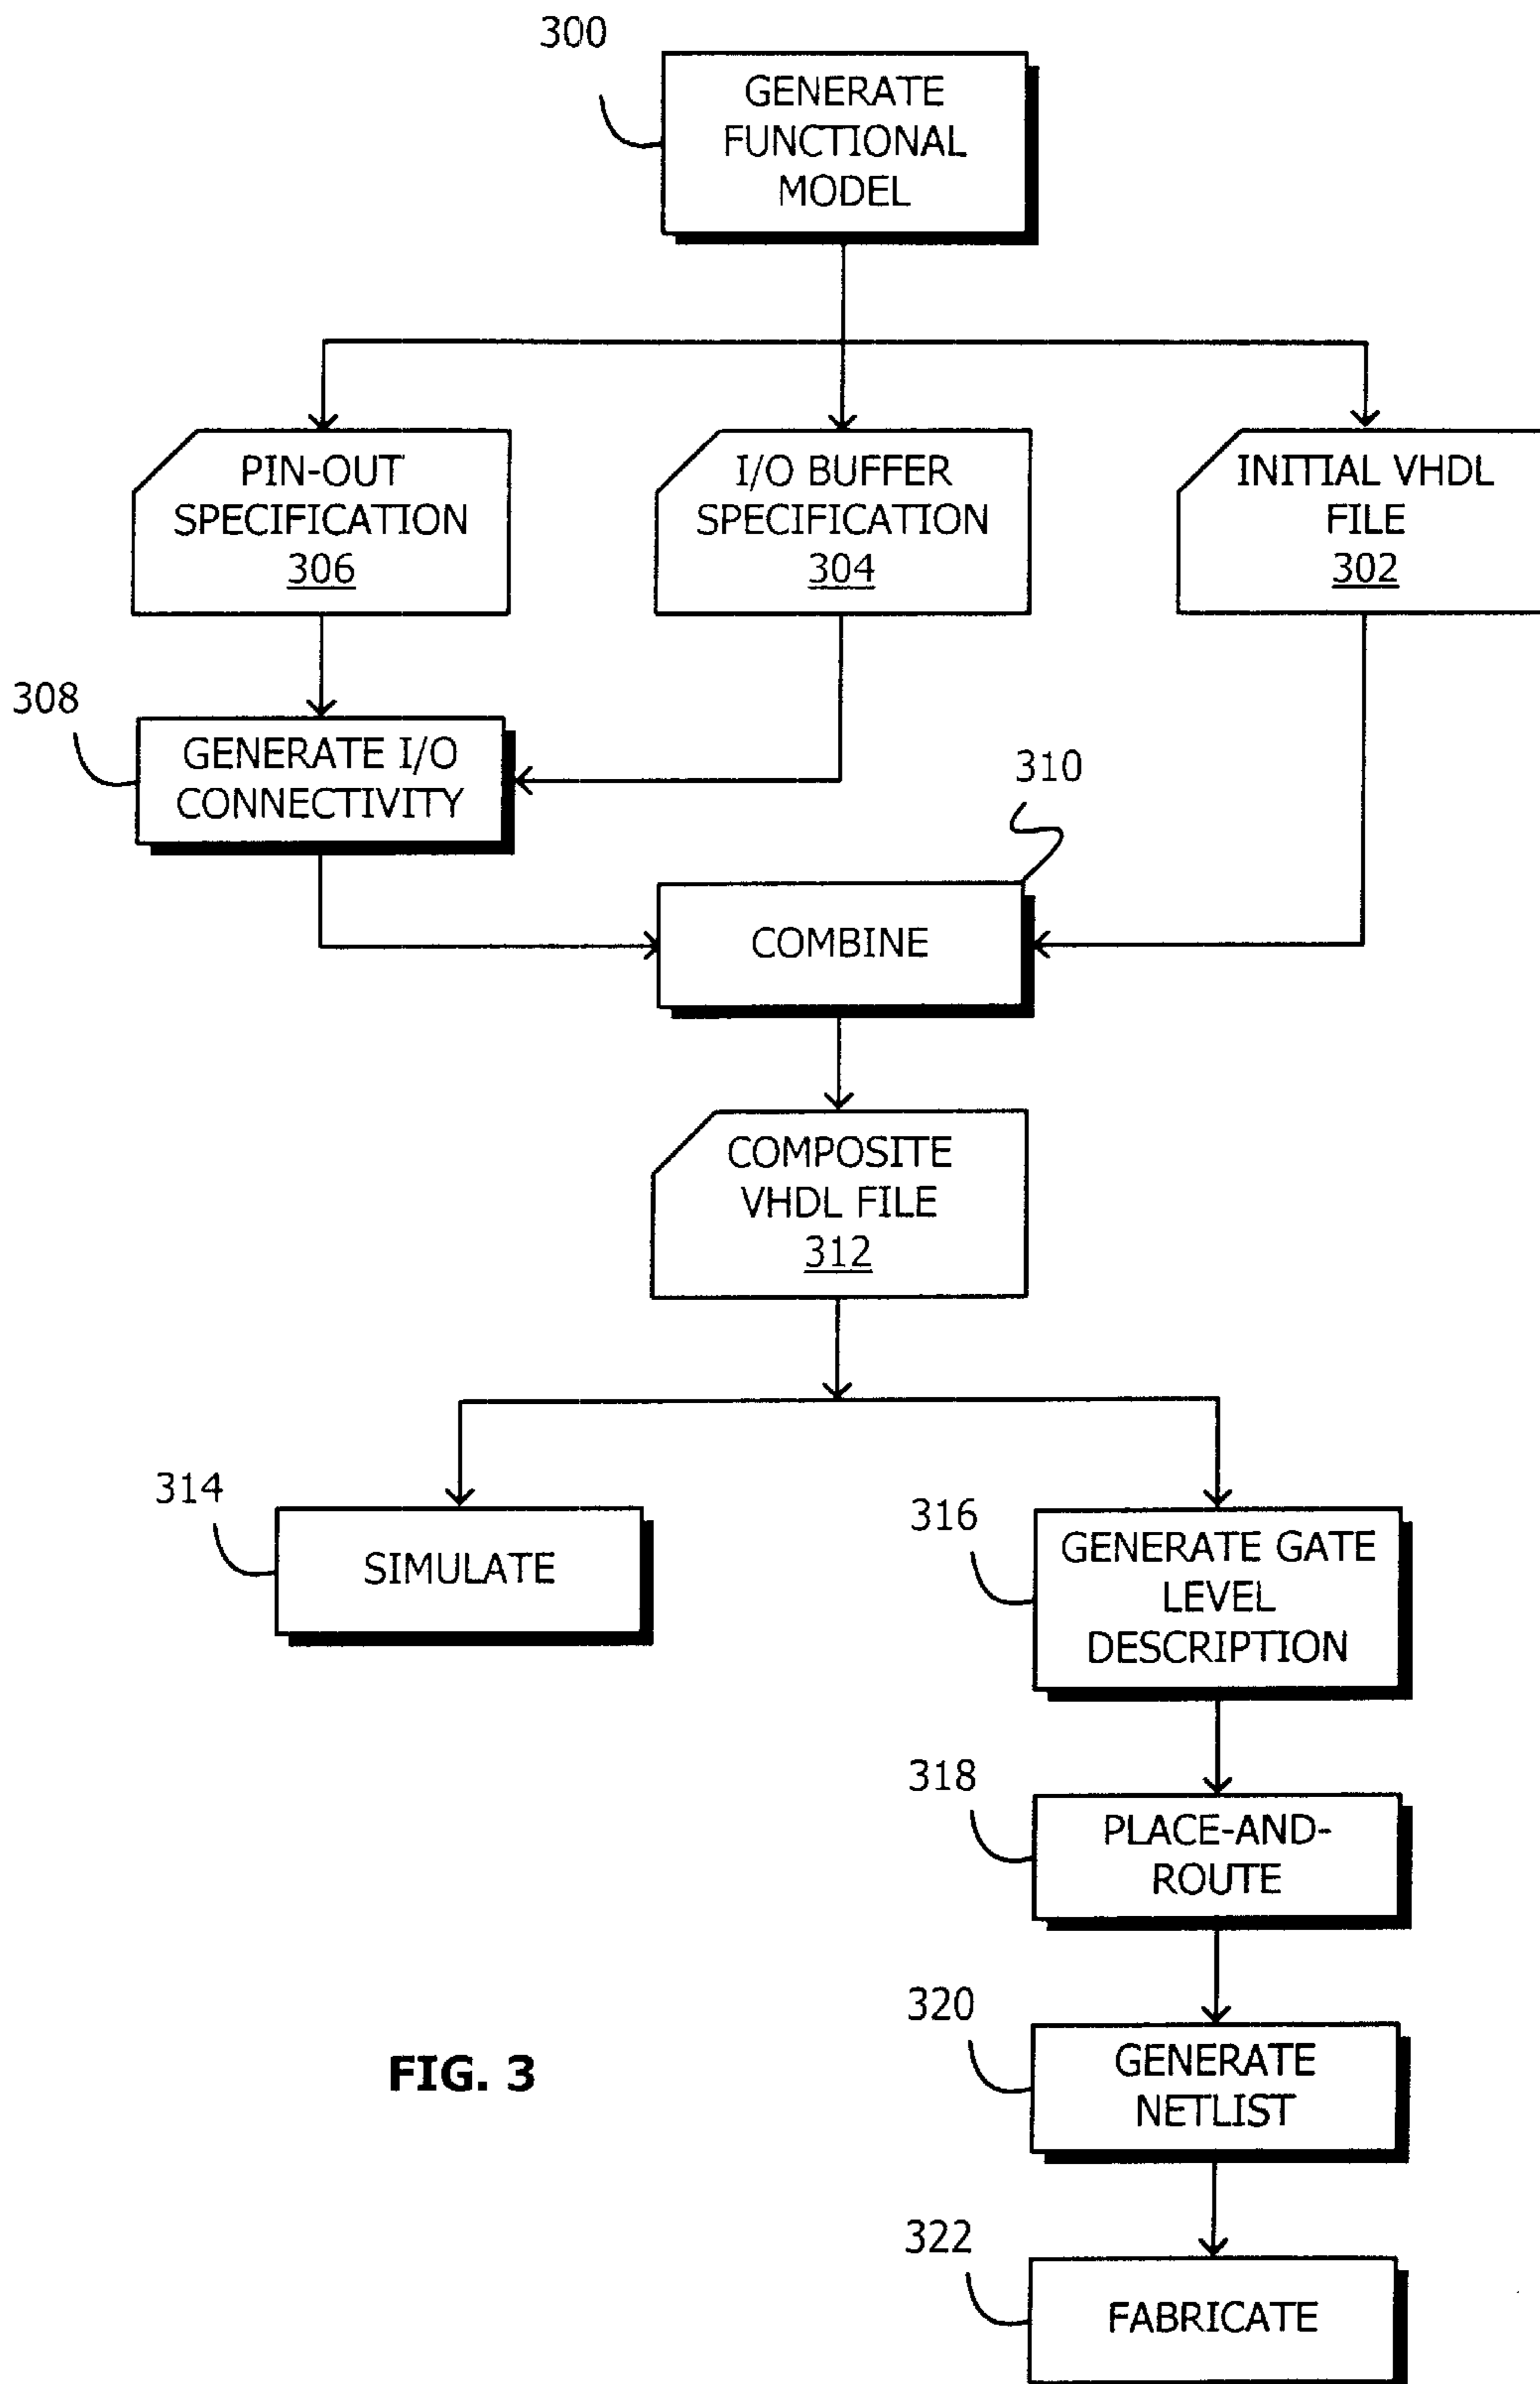 300
GENERATE
FUNCTIONAL
MODEL
PIN-OUT
SPECIFICATION
306
I/O BUFFER
SPECIFICATION
304
INITIAL VHDL
FILE
302
308
GENERATE I/O
CONNECTIVITY
310
COMBINE
COMPOSITE
VHDL FILE
312
314
SIMULATE
316
GENERATE GATE
LEVEL
DESCRIPTION
318
PLACE-AND-
ROUTE
320
GENERATE
NETLIST
FIG. 3
322
FABRICATE